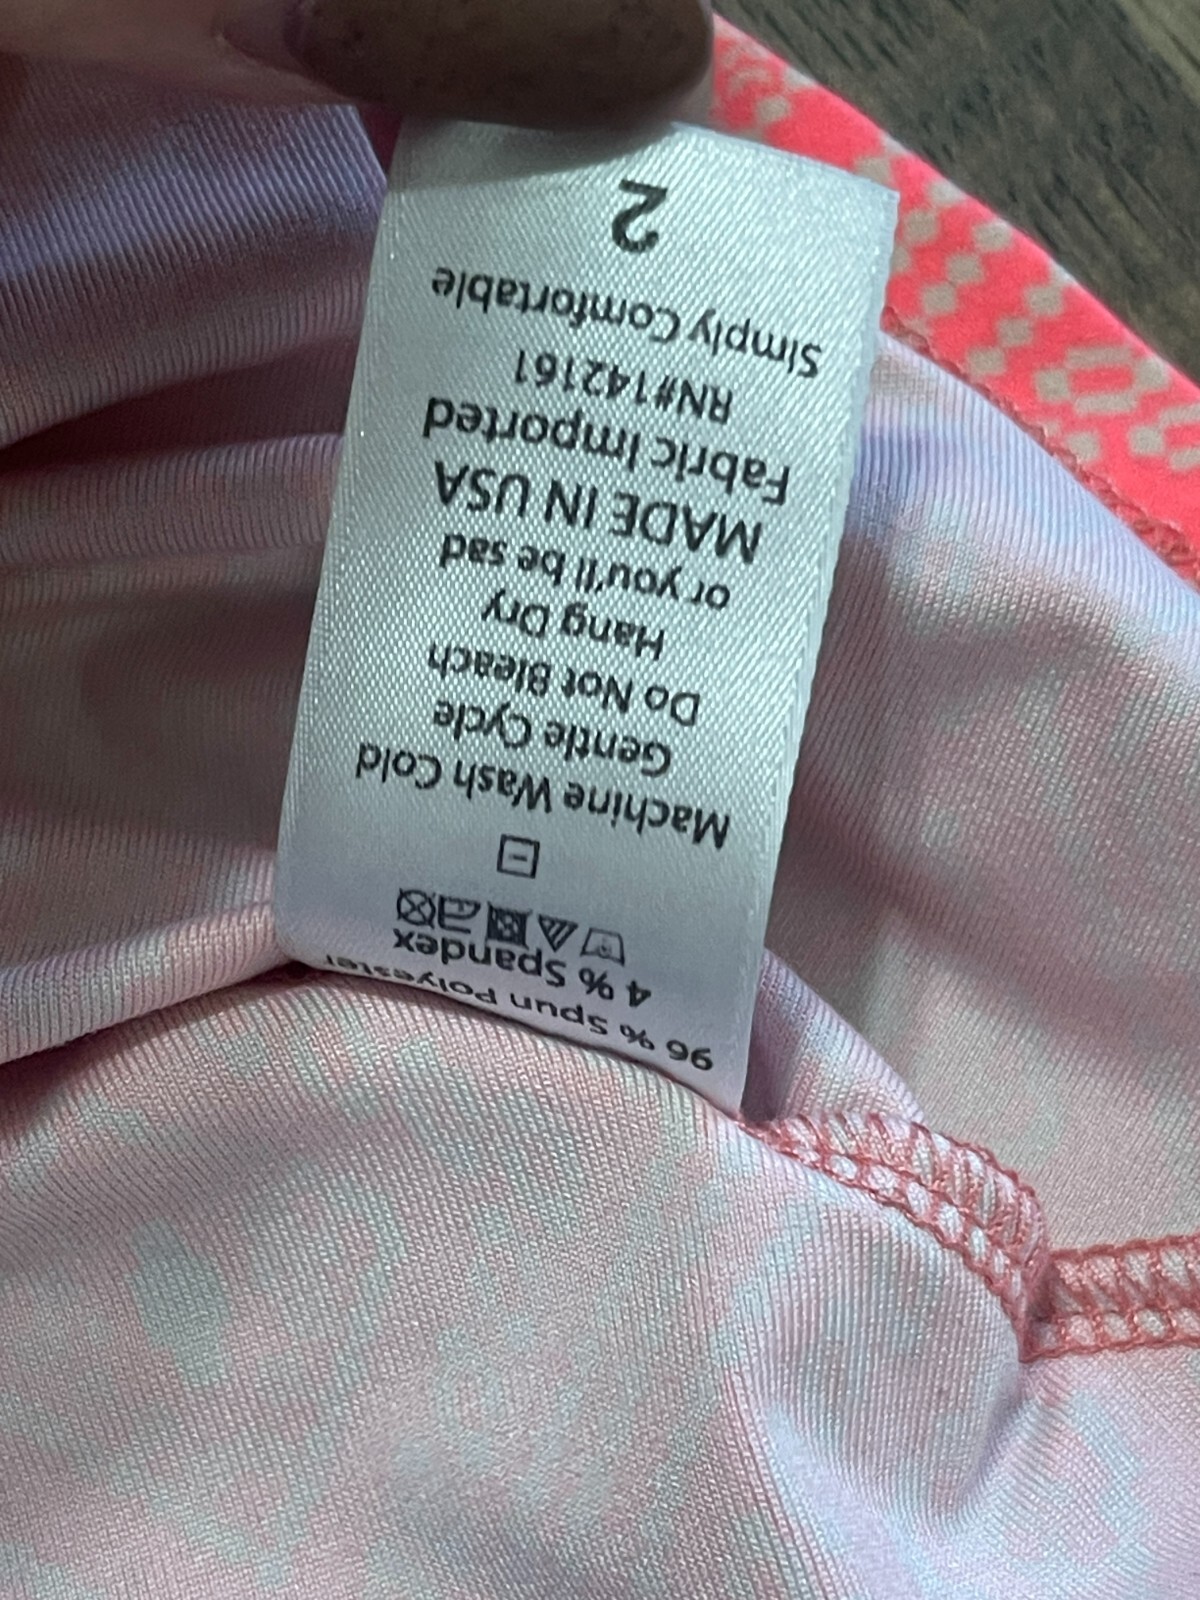 96 % Spun Polyester
4 % Spandex
Machine Wash Cold
Gentle Cycle
Do Not Bleach
Hang Dry
or you'll be sad
MADE IN USA
Fabric Imported
RN#142161
Simply Comfortable
2